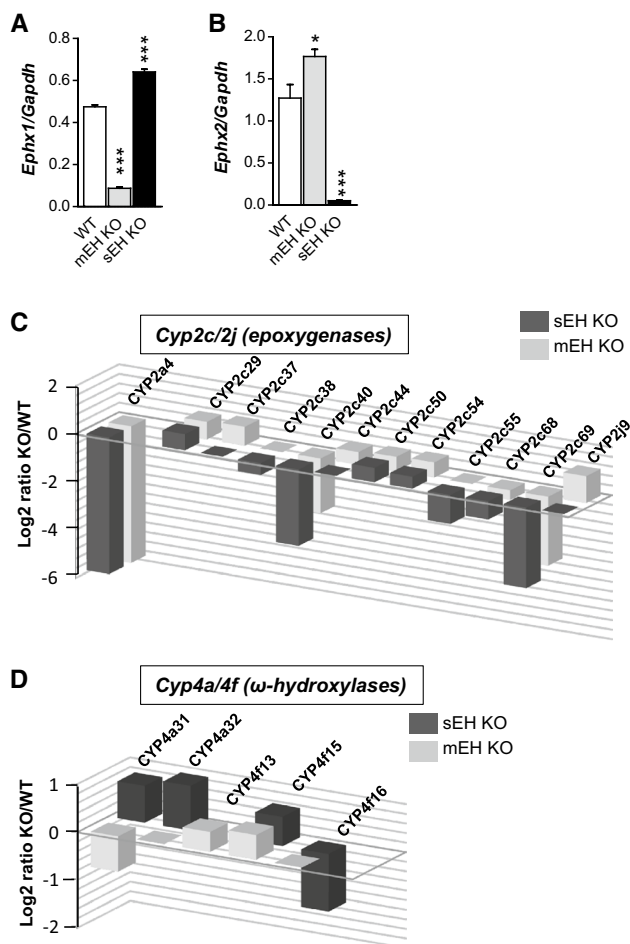 A
B
Ephx1/Gapdh
0.8
0.6
0.4
0.2
0.0
***
***
WT
mEH KO
sEH KO
Ephx2/Gapdh
2.0
1.5
1.0
0.5
0.0
*
***
WT
mEH KO
sEH KO
C
Cyp2c/2j (epoxygenases)
sEH KO
mEH KO
Log2 ratio KO/WT
2
0
-2
-4
-6
CYP2a4
CYP2c29
CYP2c37
CYP2c38
CYP2c40
CYP2c44
CYP2c50
CYP2c54
CYP2c55
CYP2c68
CYP2c69
CYP2j9
D
Cyp4a/4f (ω-hydroxylases)
sEH KO
mEH KO
Log2 ratio KO/WT
1
0
-1
-2
CYP4a31
CYP4a32
CYP4f13
CYP4f15
CYP4f16